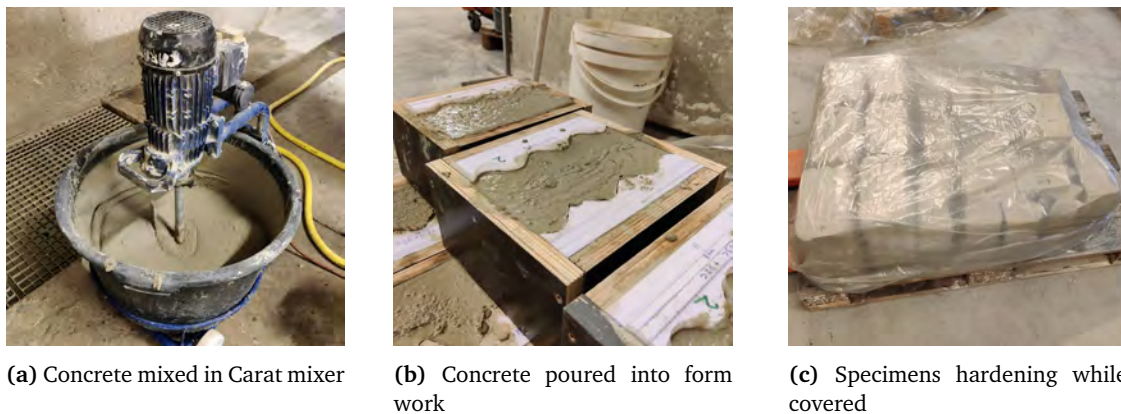 (a) Concrete mixed in Carat mixer
(b) Concrete poured into form
work
(c) Specimens hardening while
covered